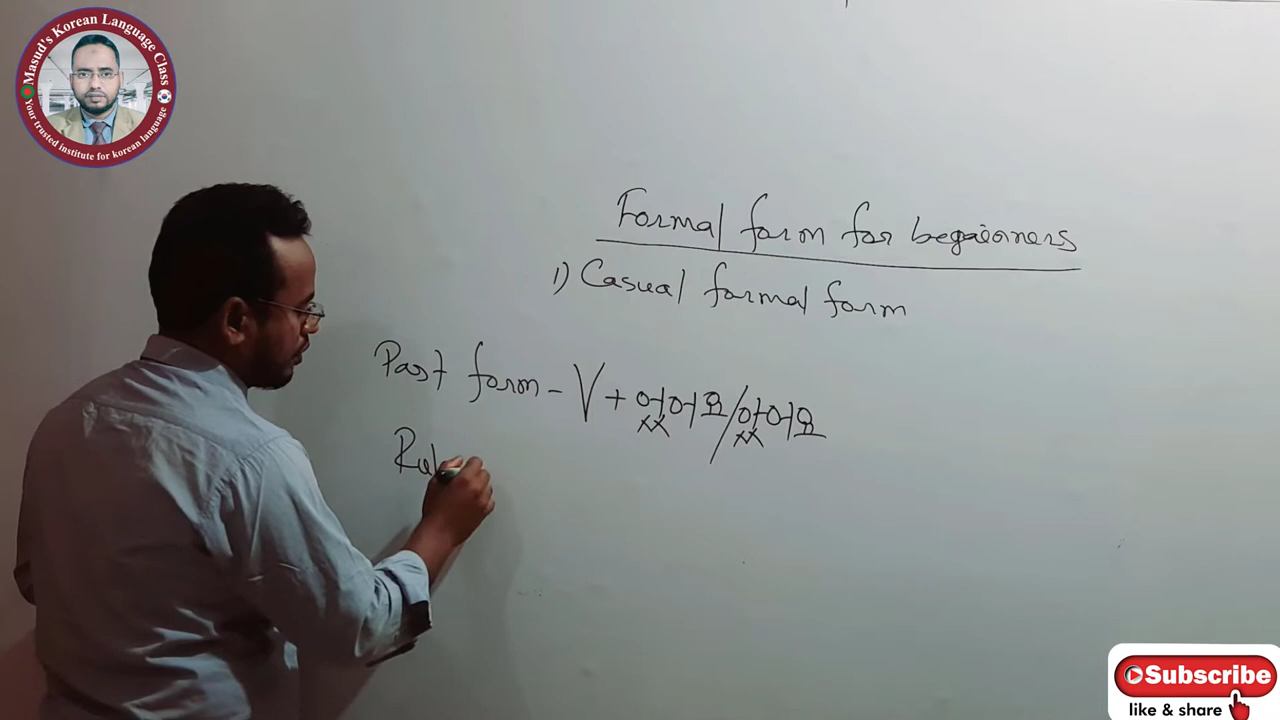 Masud's Korean Language Class
Your trusted institute for korean language
Formal form for
1) Casual formal form
Past form - V + 었어요/았어요
Rul
Subscribe
like & share